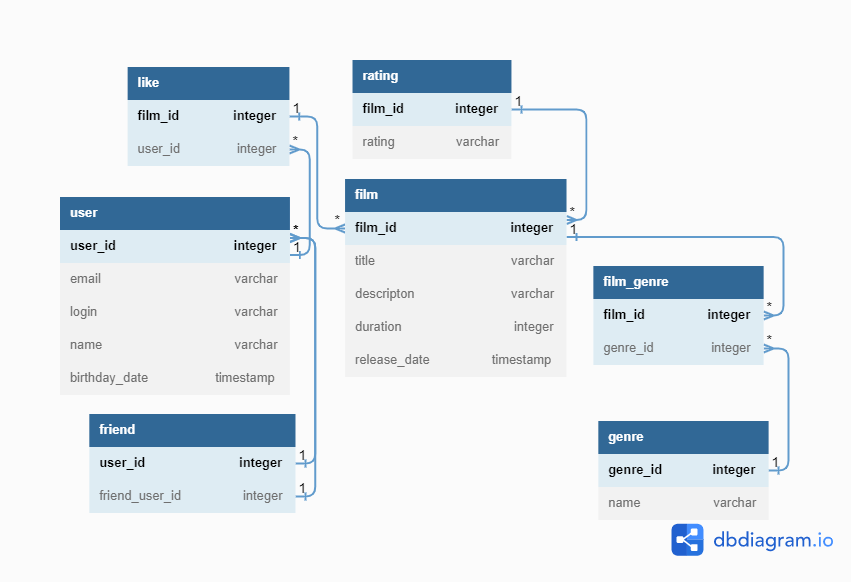 like
film_id integer
user_id integer
rating
film_id integer
rating varchar
user
user_id integer
email varchar
login varchar
name varchar
birthday_date timestamp
film
film_id integer
title varchar
descripton varchar
duration integer
release_date timestamp
film_genre
film_id integer
genre_id integer
friend
user_id integer
friend_user_id integer
genre
genre_id integer
name varchar
1
*
1
*
*
*
1
1
*
*
1
1
1
dbdiagram.io